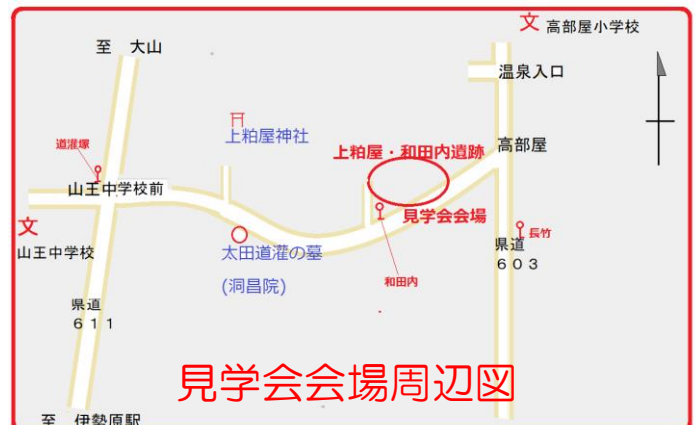 文 高部屋小学校
至 大山
温泉入口
上粕屋神社
道灌塚
上粕屋・和田内遺跡
高部屋
山王中学校前
見学会会場
文
山王中学校
太田道灌の墓
(洞昌院)
長竹
県道
603
和田内
県道
611
見学会会場周辺図
至 伊勢原駅